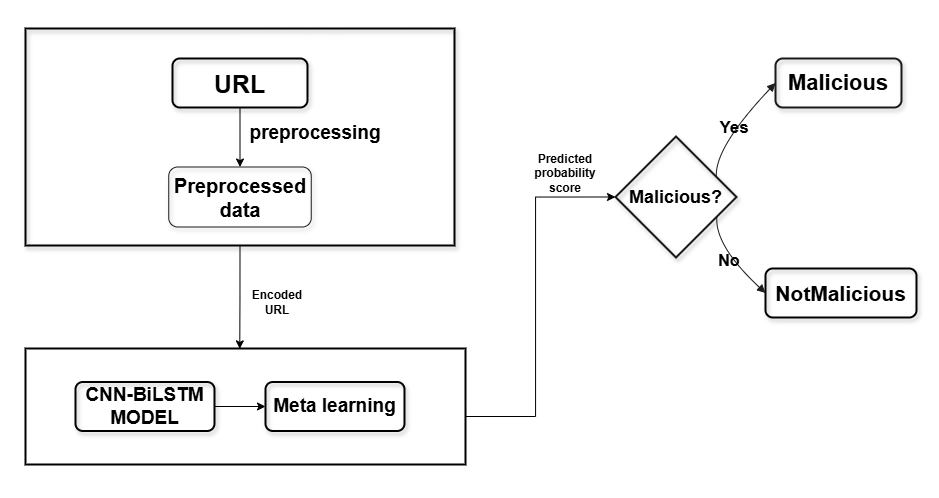 URL
preprocessing
Preprocessed
data
Encoded
URL
CNN-BiLSTM
MODEL
Meta learning
Predicted
probability
score
Malicious?
Yes
Malicious
No
NotMalicious